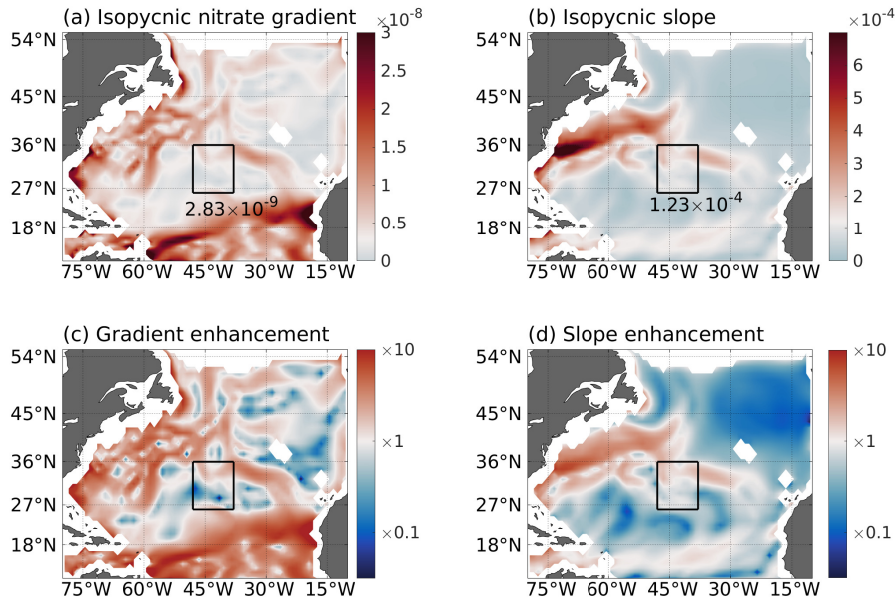 (a) Isopycnic nitrate gradient
×10-8
(b) Isopycnic slope
×10-4
54°N
45°N
36°N
27°N
18°N
2.83×10-9
75°W 60°W 45°W 30°W 15°W
3
2.5
2
1.5
1
0.5
0
54°N
45°N
36°N
27°N
18°N
1.23×10-4
75°W 60°W 45°W 30°W 15°W
6
5
4
3
2
1
0
(c) Gradient enhancement
54°N
45°N
36°N
27°N
18°N
75°W 60°W 45°W 30°W 15°W
×10
×1
×0.1
(d) Slope enhancement
54°N
45°N
36°N
27°N
18°N
75°W 60°W 45°W 30°W 15°W
×10
×1
×0.1